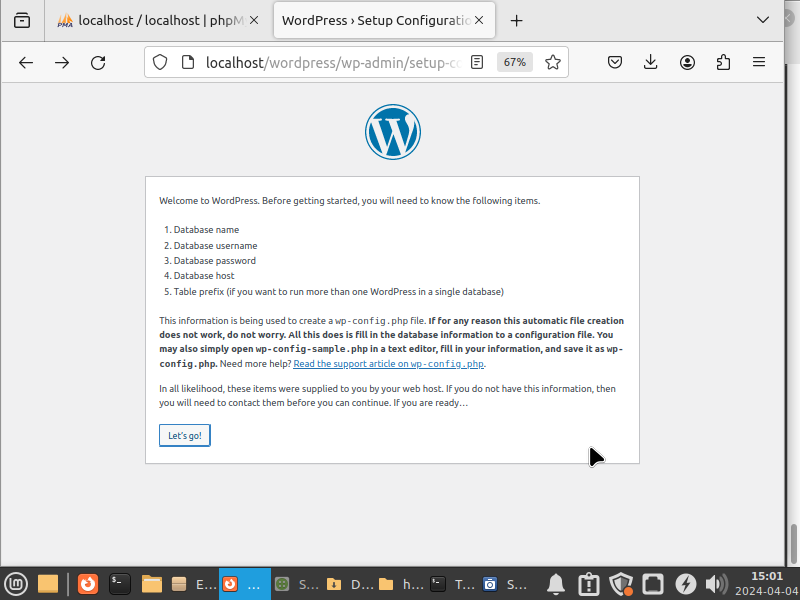 localhost / localhost | phpM
WordPress › Setup Configuratio
localhost/wordpress/wp-admin/setup-co
67%
Welcome to WordPress. Before getting started, you will need to know the following items.
1. Database name
2. Database username
3. Database password
4. Database host
5. Table prefix (if you want to run more than one WordPress in a single database)
This information is being used to create a wp-config.php file. If for any reason this automatic file creation
does not work, do not worry. All this does is fill in the database information to a configuration file. You
may also simply open wp-config-sample.php in a text editor, fill in your information, and save it as wp-
config.php. Need more help? Read the support article on wp-config.php.
In all likelihood, these items were supplied to you by your web host. If you do not have this information, then
you will need to contact them before you can continue. If you are ready…
Let's go!
E... ... S... D... h... T... S...
15:01
2024-04-04